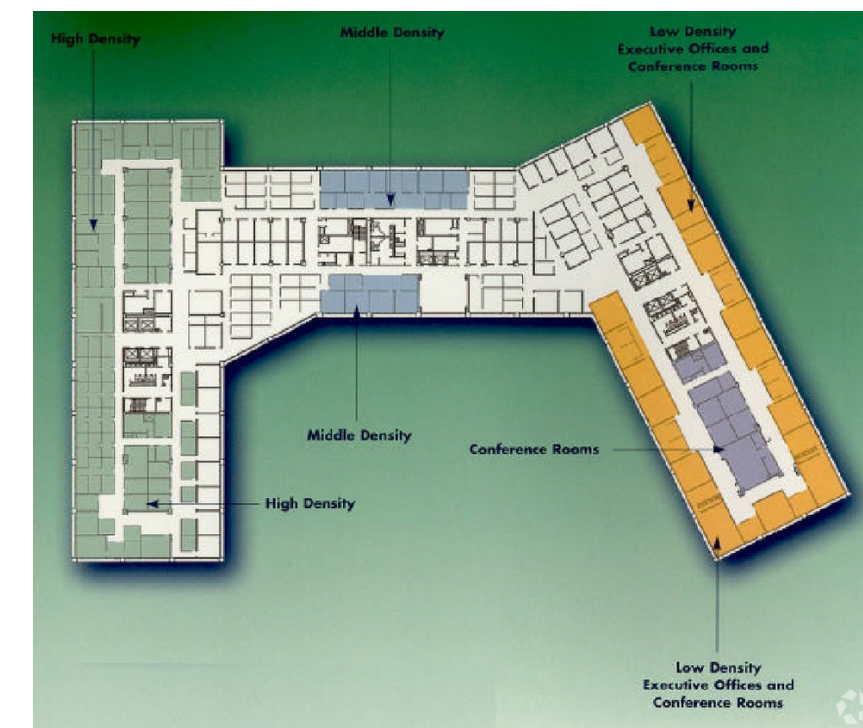 High Density
Middle Density
Low Density
Executive Offices and
Conference Rooms
Middle Density
Conference Rooms
High Density
Low Density
Executive Offices and
Conference Rooms